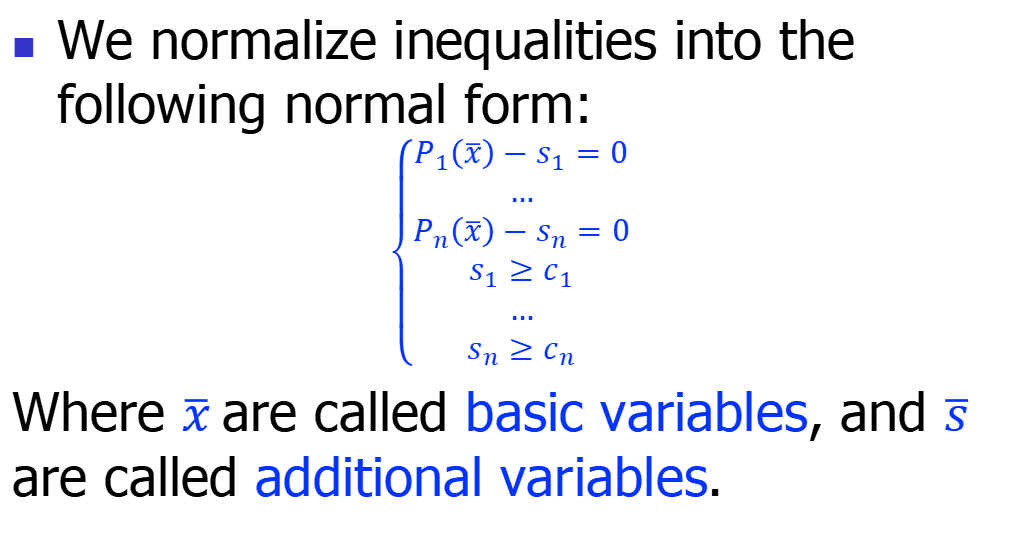 We normalize inequalities into the
following normal form:
P₁(x̅) − s₁ = 0
...
Pₙ(x̅) − sₙ = 0
s₁ ≥ c₁
...
sₙ ≥ cₙ
Where x̅ are called basic variables, and s̅
are called additional variables.